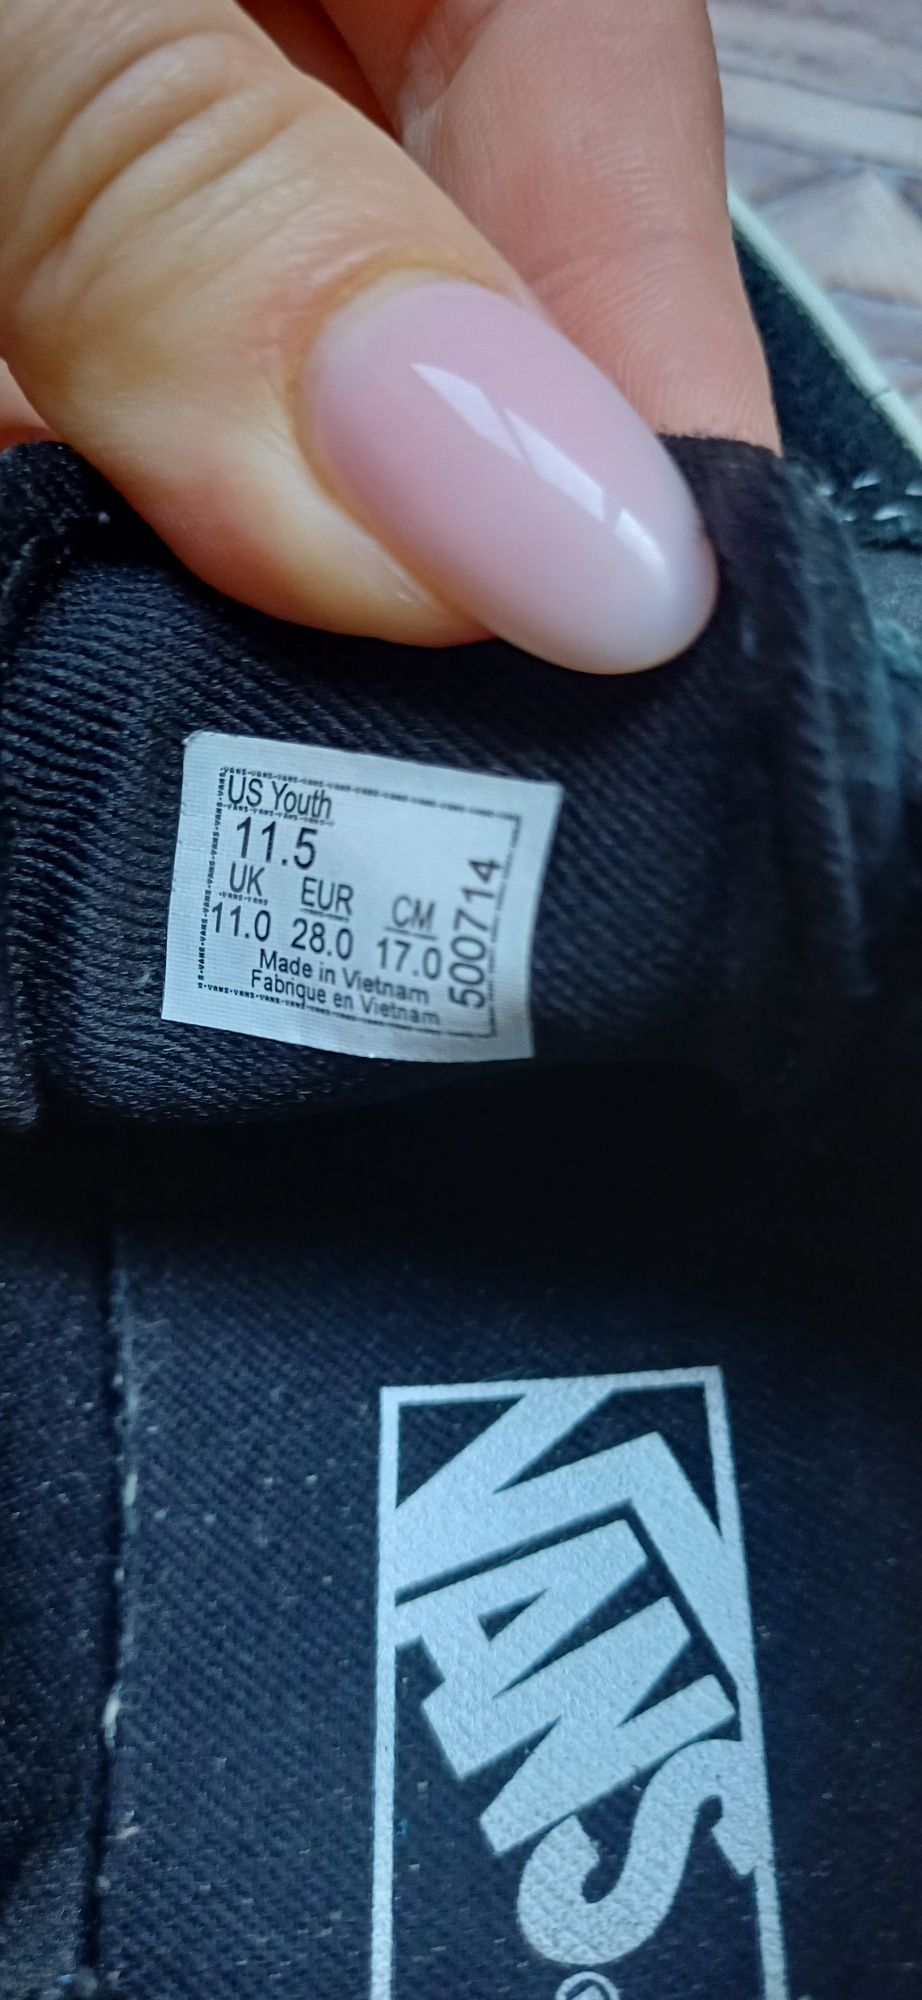 US Youth
11.5
UK EUR CM
11.0 28.0 17.0
Made in Vietnam
Fabrique en Vietnam
500714
VANS
®